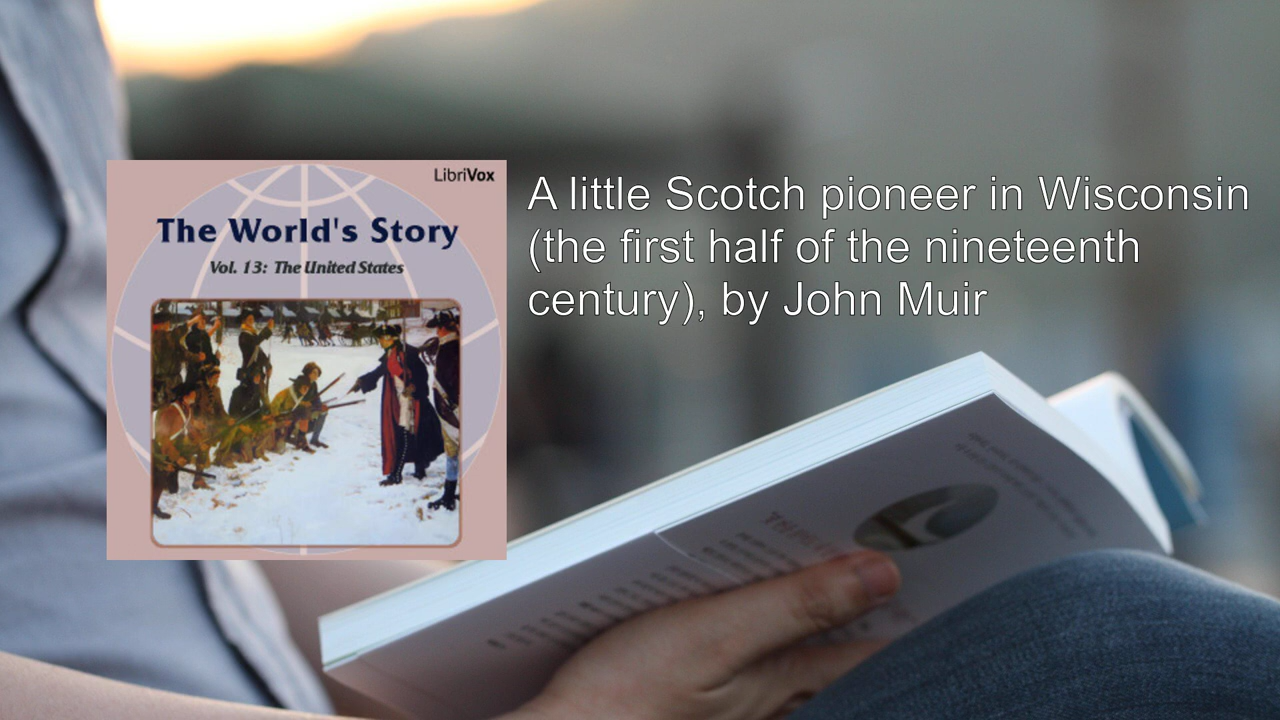 LibriVox
The World's Story
Vol. 13: The United States
A little Scotch pioneer in Wisconsin
(the first half of the nineteenth
century), by John Muir